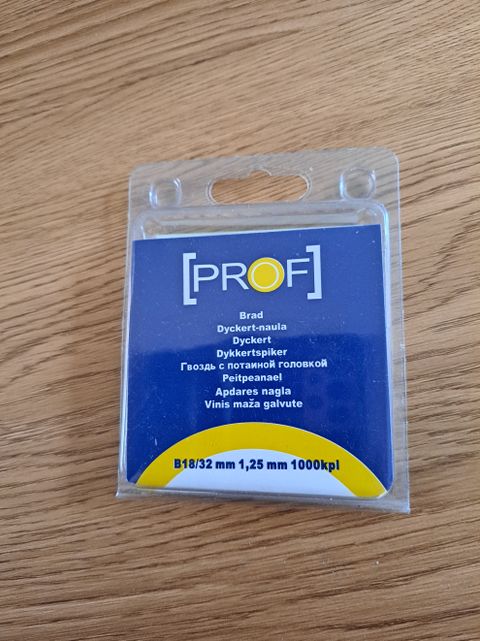 [PROF]
Brad
Dyckert-naula
Dyckert
Dykkertspiker
Гвоздь с потаиной головкой
Peitpeanael
Apdares nagla
Vinis maža galvute
B18/32 mm 1,25 mm 1000kpl